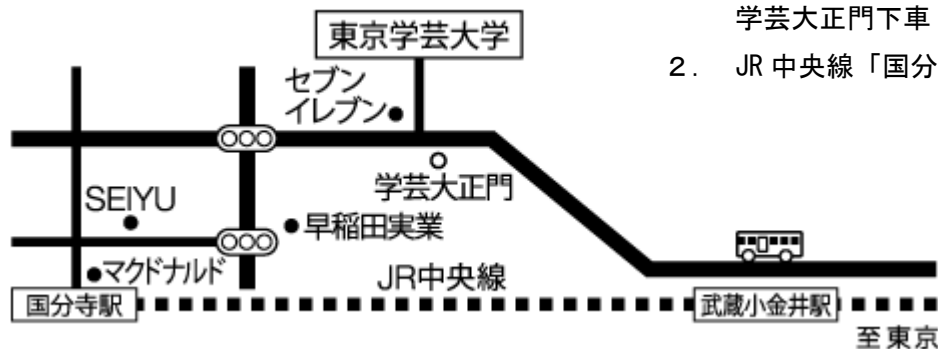 学芸大正門下車
2. JR中央線「国分
東京学芸大学
セブン
イレブン
学芸大正門
SEIYU
早稲田実業
マクドナルド
JR中央線
国分寺駅
武蔵小金井駅
至東京